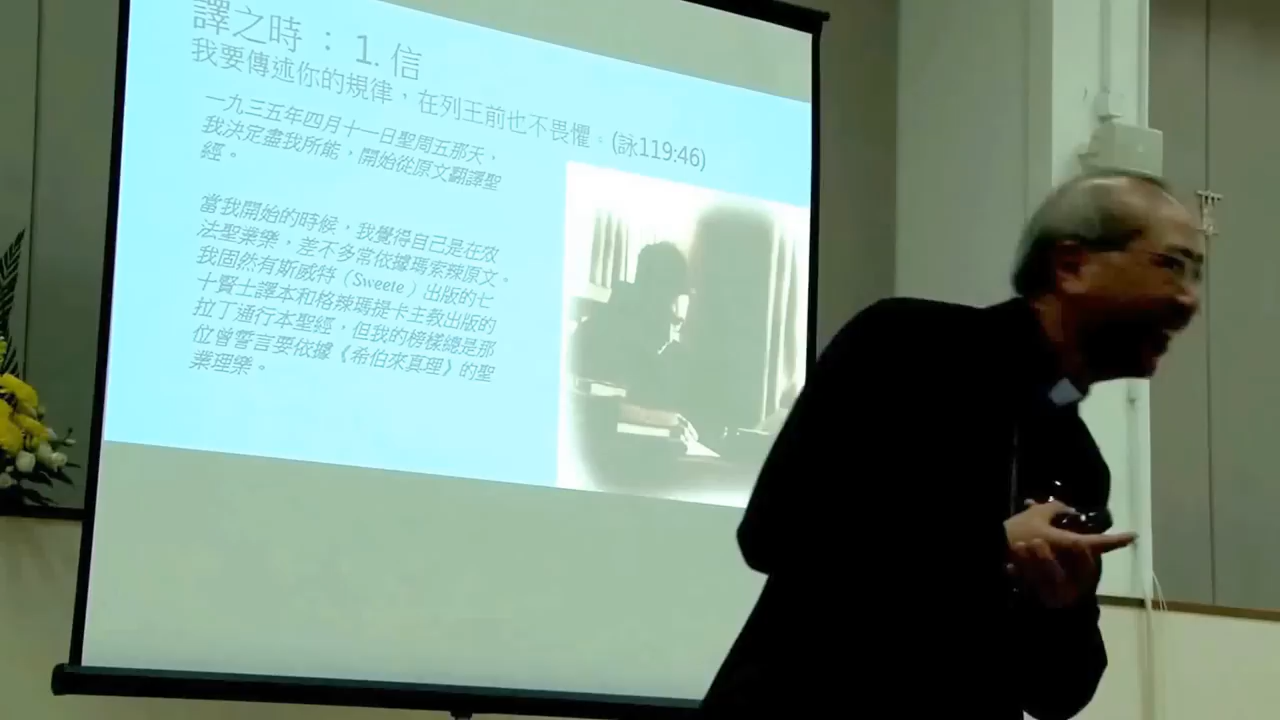 譯之時：1. 信
我要傳述你的規律，在列王前也不畏懼。(詠119:46)
一九三五年四月十一日聖周五那天，
我決定盡我所能，開始從原文翻譯聖
經。
當我開始的時候，我覺得自己是在效
法聖業樂，差不多常依據瑪索辣原文。
我固然有斯威特（Sweete）出版的七
十賢士譯本和格辣瑪提卡主教出版的
拉丁通行本聖經，但我的榜樣總是那
位曾誓言要依據《希伯來真理》的聖
業理樂。